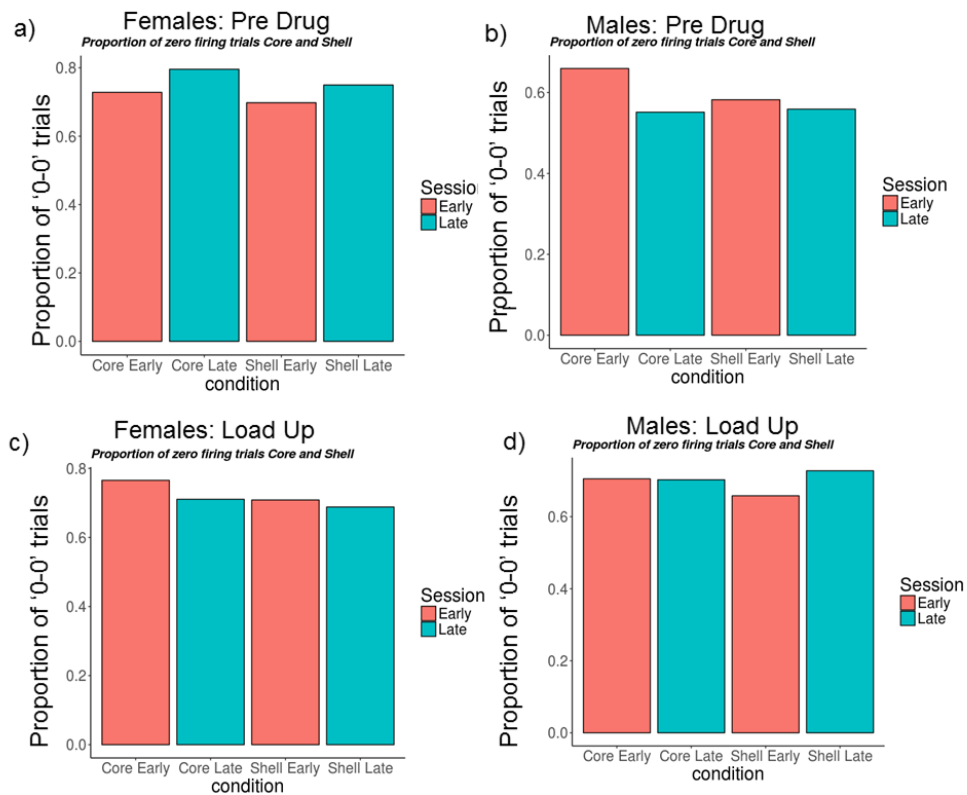 a)
Females: Pre Drug
Proportion of zero firing trials Core and Shell
Proportion of '0-0' trials
0.8
0.6
0.4
0.2
0.0
Core Early Core Late Shell Early Shell Late
condition
Session
Early
Late
b)
Males: Pre Drug
Proportion of zero firing trials Core and Shell
Proportion of '0-0' trials
0.6
0.4
0.2
0.0
Core Early Core Late Shell Early Shell Late
condition
Session
Early
Late
c)
Females: Load Up
Proportion of zero firing trials Core and Shell
Proportion of '0-0' trials
0.8
0.6
0.4
0.2
0.0
Core Early Core Late Shell Early Shell Late
condition
Session
Early
Late
d)
Males: Load Up
Proportion of zero firing trials Core and Shell
Proportion of '0-0' trials
0.6
0.4
0.2
0.0
Core Early Core Late Shell Early Shell Late
condition
Session
Early
Late